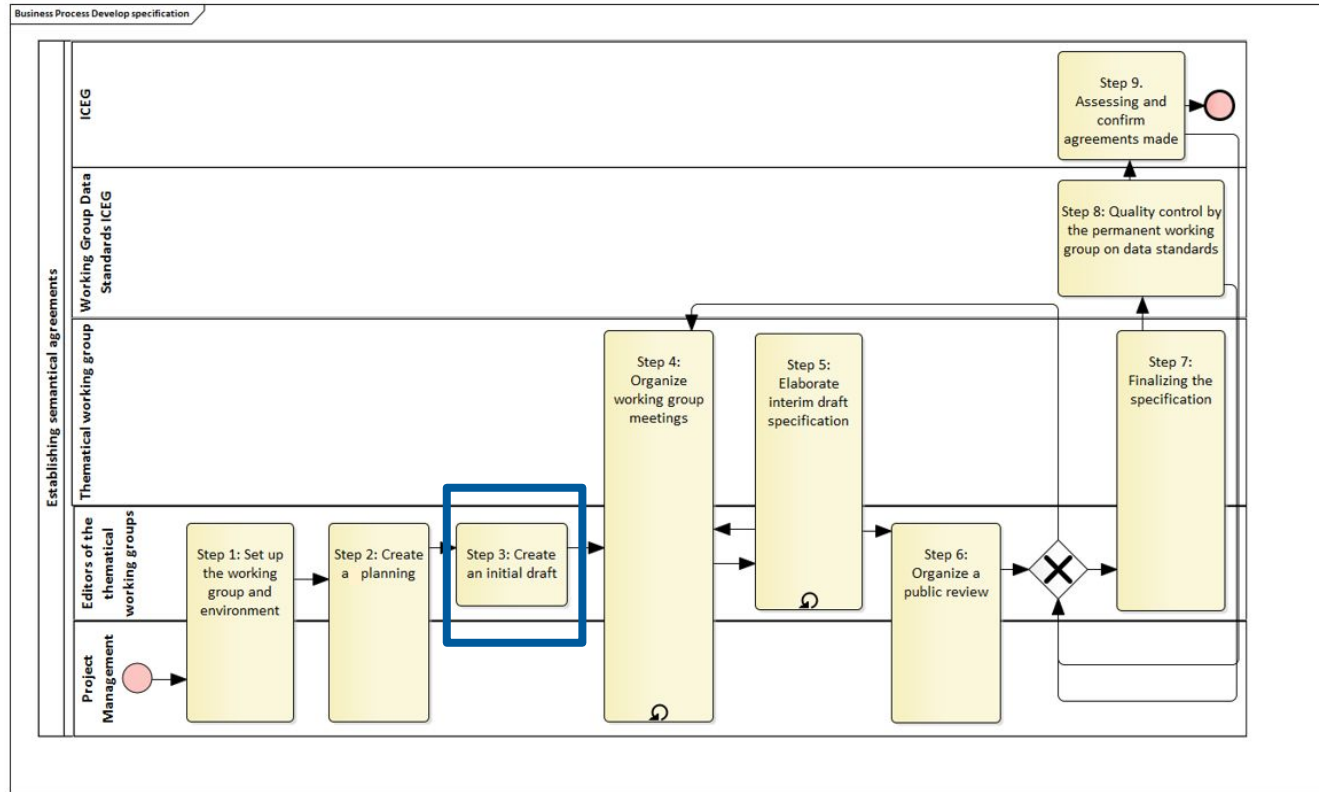 Business Process Develop specification
Establishing semantical agreements
ICEG
Step 9.
Assessing and
confirm
agreements made
Working Group Data
Standards ICEG
Step 8: Quality control by
the permanent working
group on data standards
Thematical working group
Step 4:
Organize
working group
meetings
Step 5:
Elaborate
interim draft
specification
Step 7:
Finalizing the
specification
Editors of the
thematical
working groups
Step 1: Set up
the working
group and
environment
Step 2: Create
a planning
Step 3: Create
an initial draft
Step 6:
Organize a
public review
Project
Management